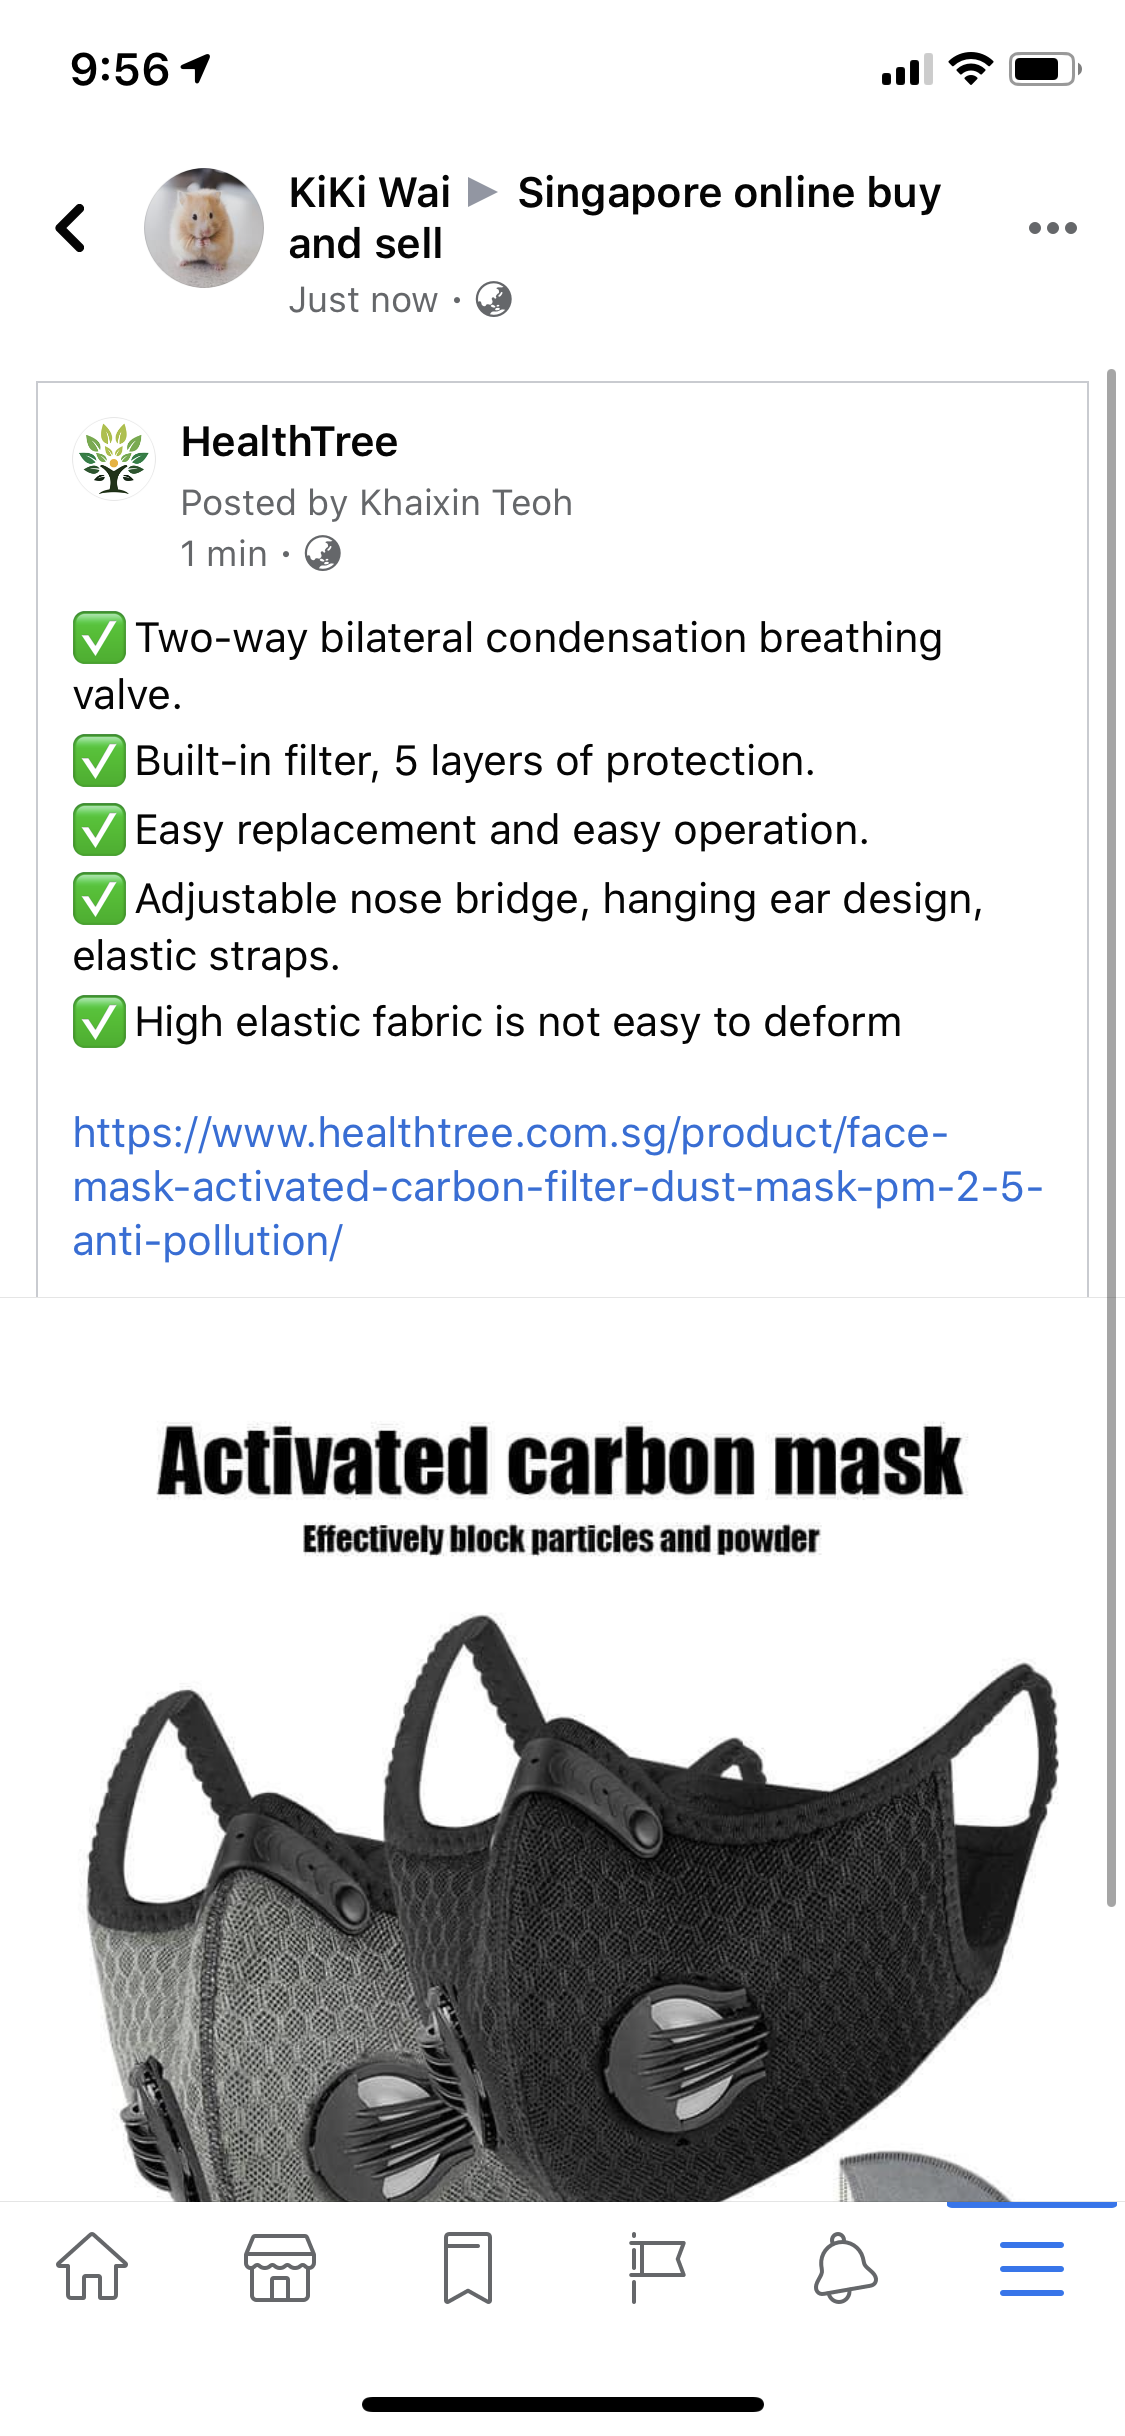 9:56
KiKi Wai ▶ Singapore online buy
and sell
Just now ·
HealthTree
Posted by Khaixin Teoh
1 min ·
✅Two-way bilateral condensation breathing
valve.
✅Built-in filter, 5 layers of protection.
✅Easy replacement and easy operation.
✅Adjustable nose bridge, hanging ear design,
elastic straps.
✅High elastic fabric is not easy to deform
https://www.healthtree.com.sg/product/face-
mask-activated-carbon-filter-dust-mask-pm-2-5-
anti-pollution/
Activated carbon mask
Effectively block particles and powder